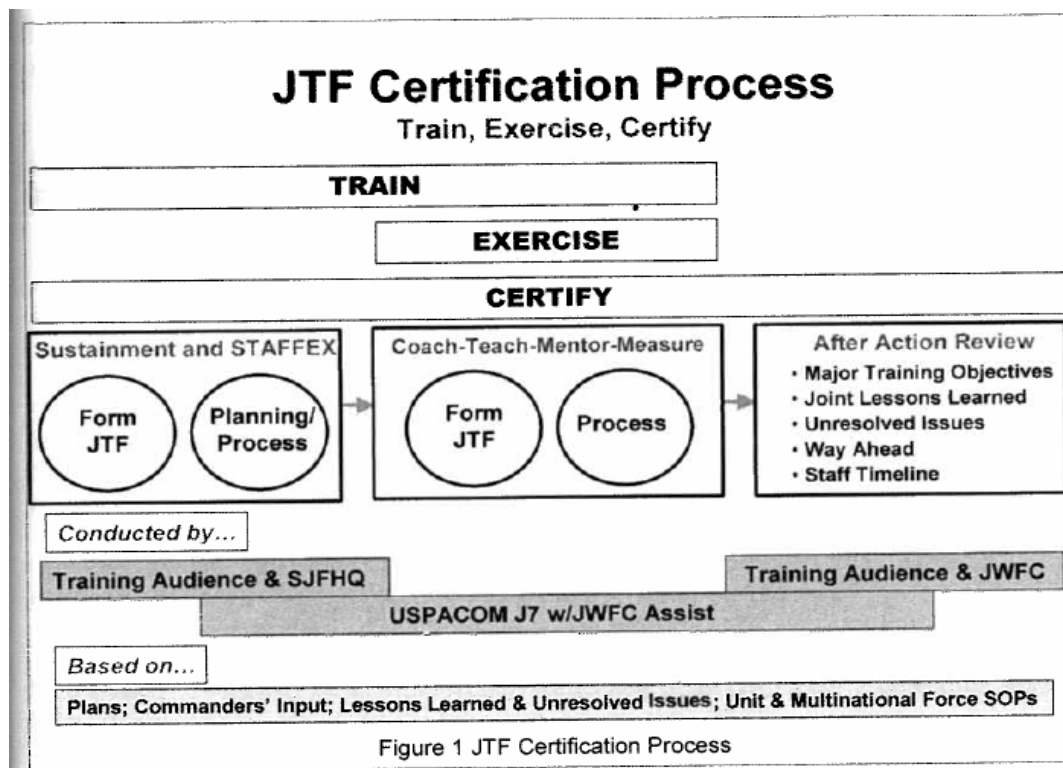 JTF Certification Process
Train, Exercise, Certify
TRAIN
EXERCISE
CERTIFY
Sustainment and STAFFEX
Form
JTF
Planning/
Process
Coach-Teach-Mentor-Measure
Form
JTF
Process
After Action Review
• Major Training Objectives
• Joint Lessons Learned
• Unresolved Issues
• Way Ahead
• Staff Timeline
Conducted by...
Training Audience & SJFHQ
Training Audience & JWFC
USPACOM J7 w/JWFC Assist
Based on...
Plans; Commanders' Input; Lessons Learned & Unresolved Issues; Unit & Multinational Force SOPs
Figure 1 JTF Certification Process